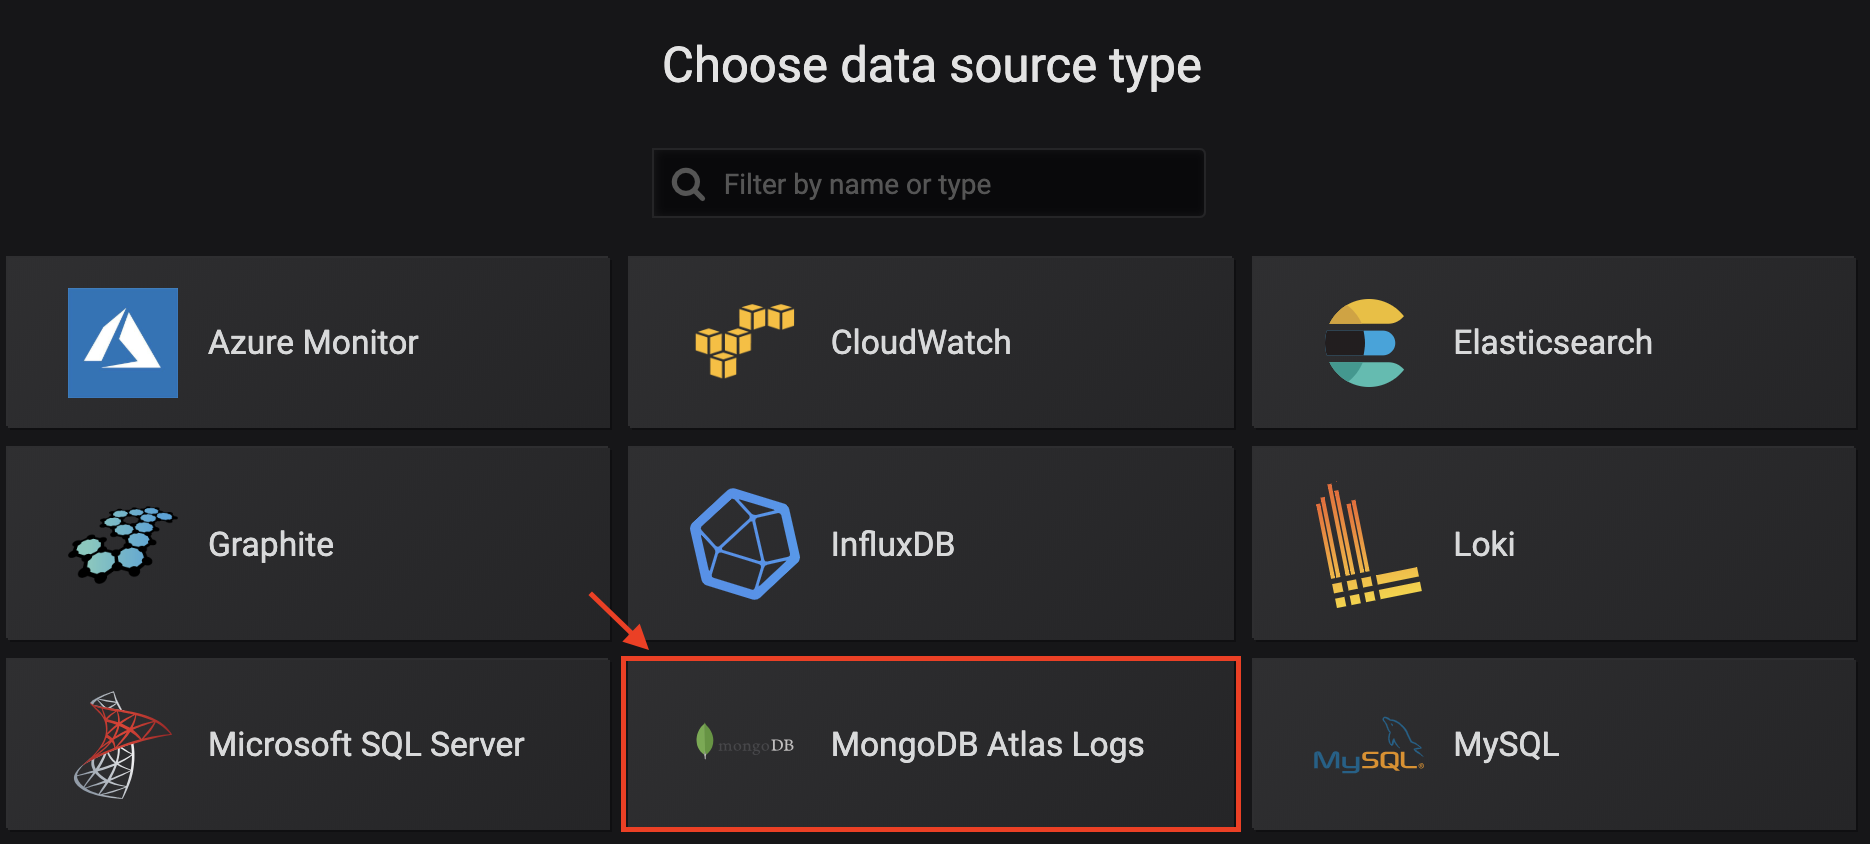 Choose data source type
Filter by name or type
Azure Monitor
CloudWatch
Elasticsearch
Graphite
InfluxDB
Loki
Microsoft SQL Server
mongoDB
MongoDB Atlas Logs
MySQL®
MySQL